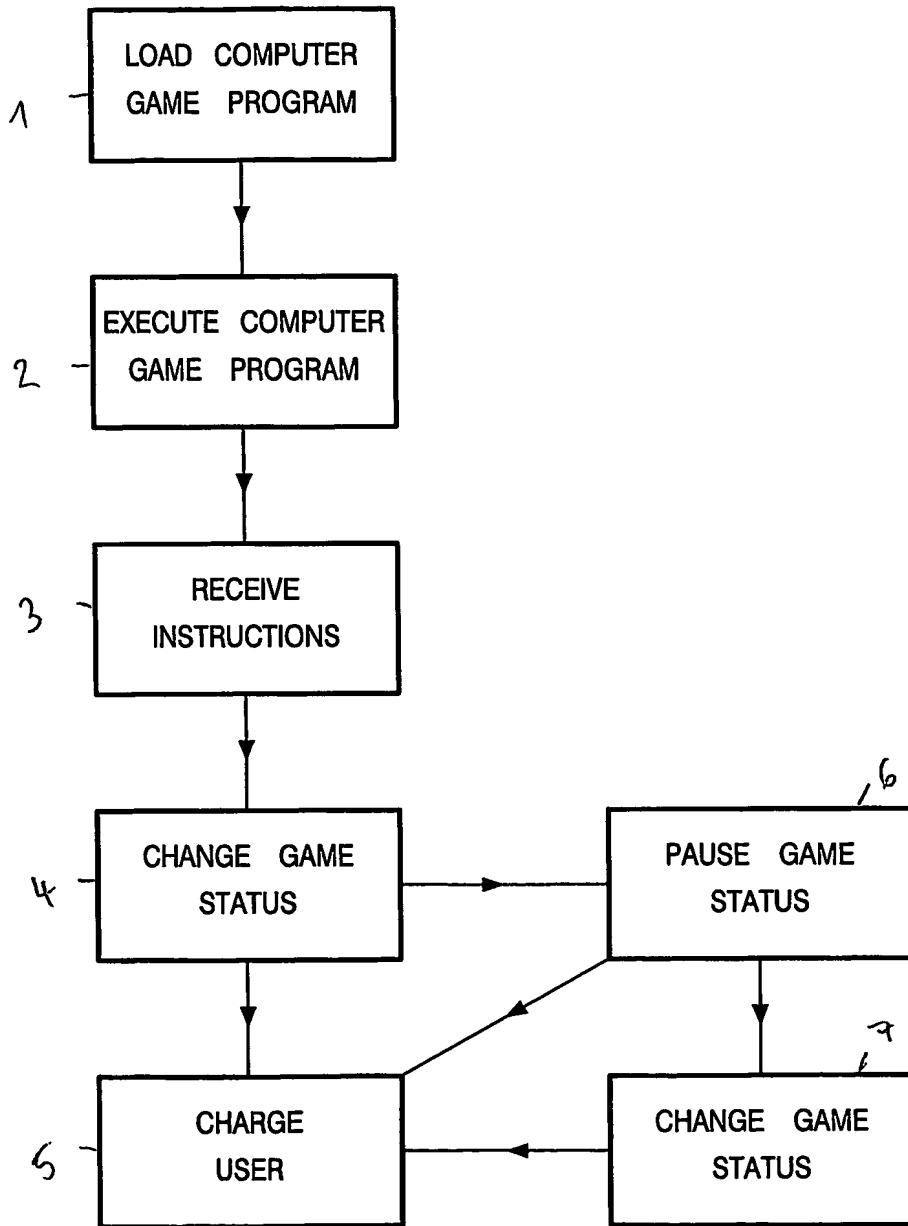 LOAD COMPUTER
GAME PROGRAM
1
EXECUTE COMPUTER
GAME PROGRAM
2
RECEIVE
INSTRUCTIONS
3
CHANGE GAME
STATUS
4
PAUSE GAME
STATUS
6
CHARGE
USER
5
CHANGE GAME
STATUS
7